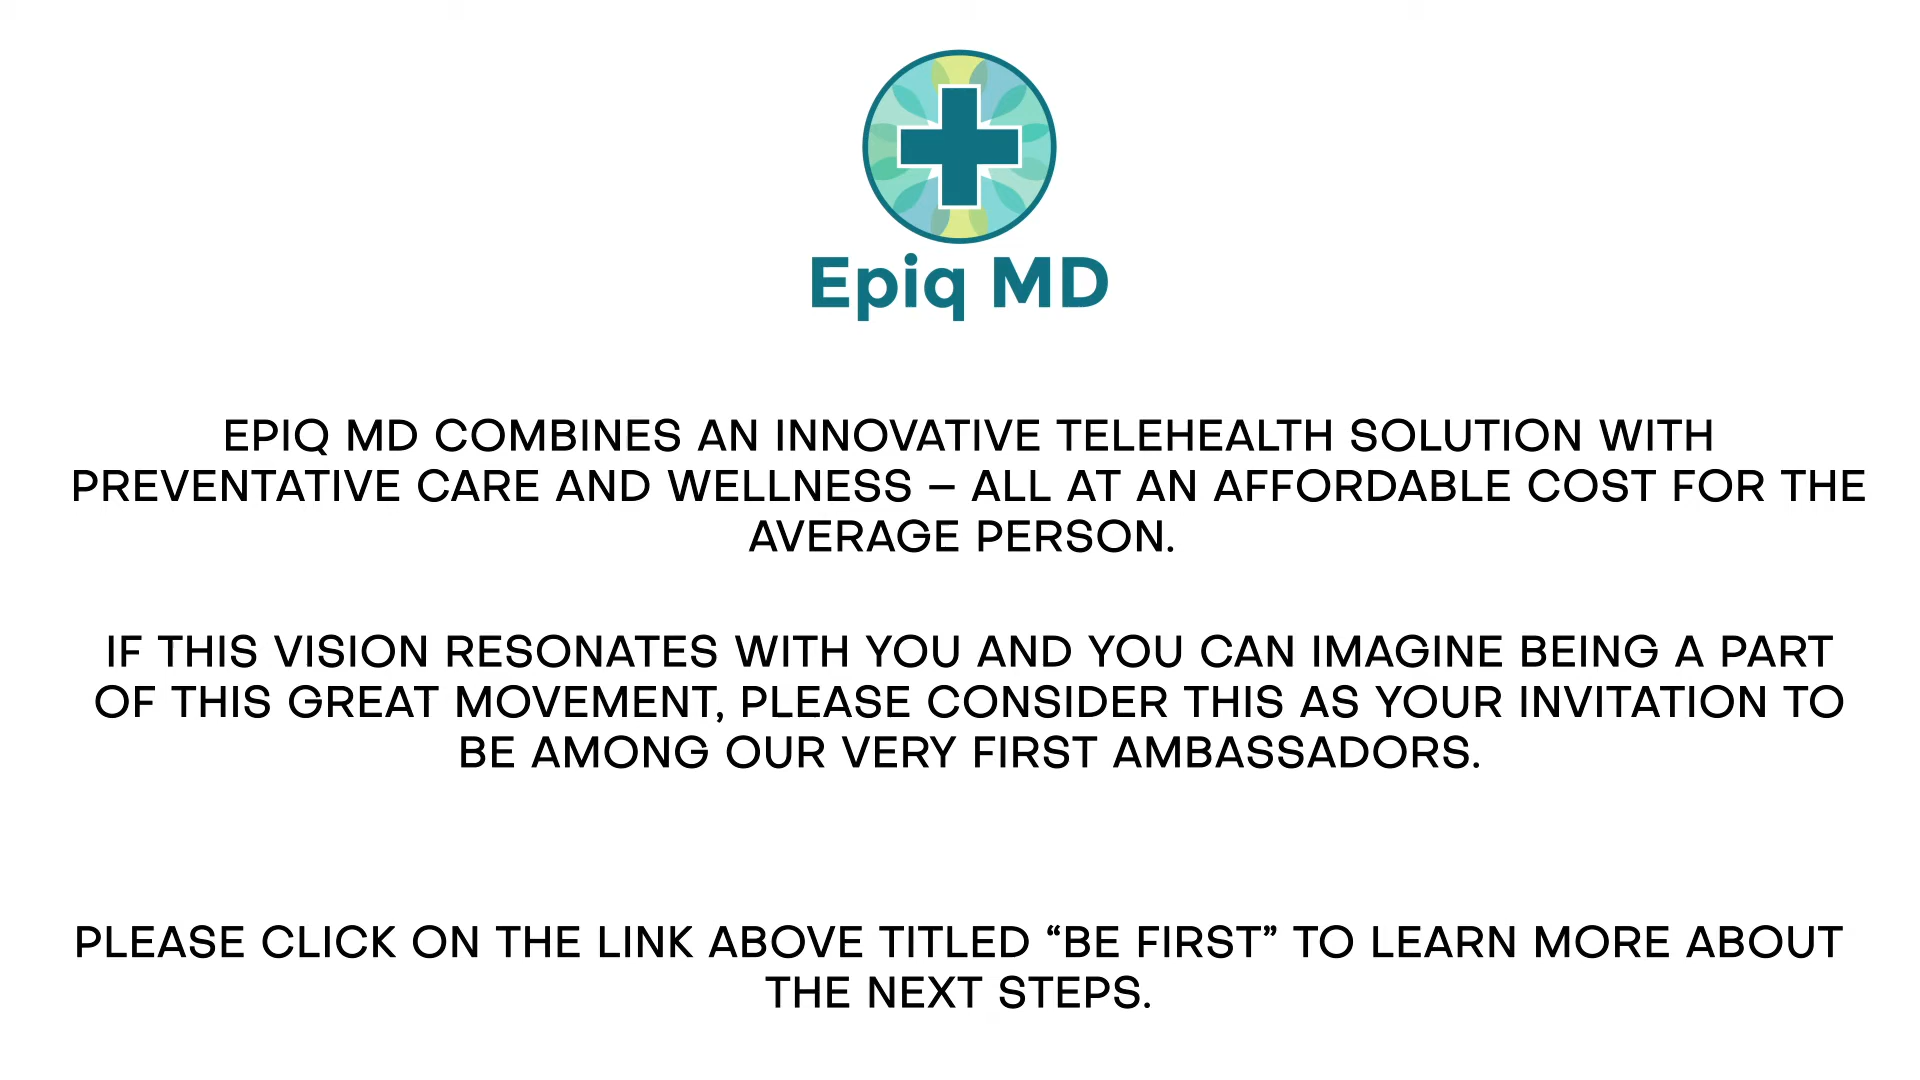 Epiq MD
EPIQ MD COMBINES AN INNOVATIVE TELEHEALTH SOLUTION WITH
PREVENTATIVE CARE AND WELLNESS – ALL AT AN AFFORDABLE COST FOR THE
AVERAGE PERSON.
IF THIS VISION RESONATES WITH YOU AND YOU CAN IMAGINE BEING A PART
OF THIS GREAT MOVEMENT, PLEASE CONSIDER THIS AS YOUR INVITATION TO
BE AMONG OUR VERY FIRST AMBASSADORS.
PLEASE CLICK ON THE LINK ABOVE TITLED “BE FIRST” TO LEARN MORE ABOUT
THE NEXT STEPS.